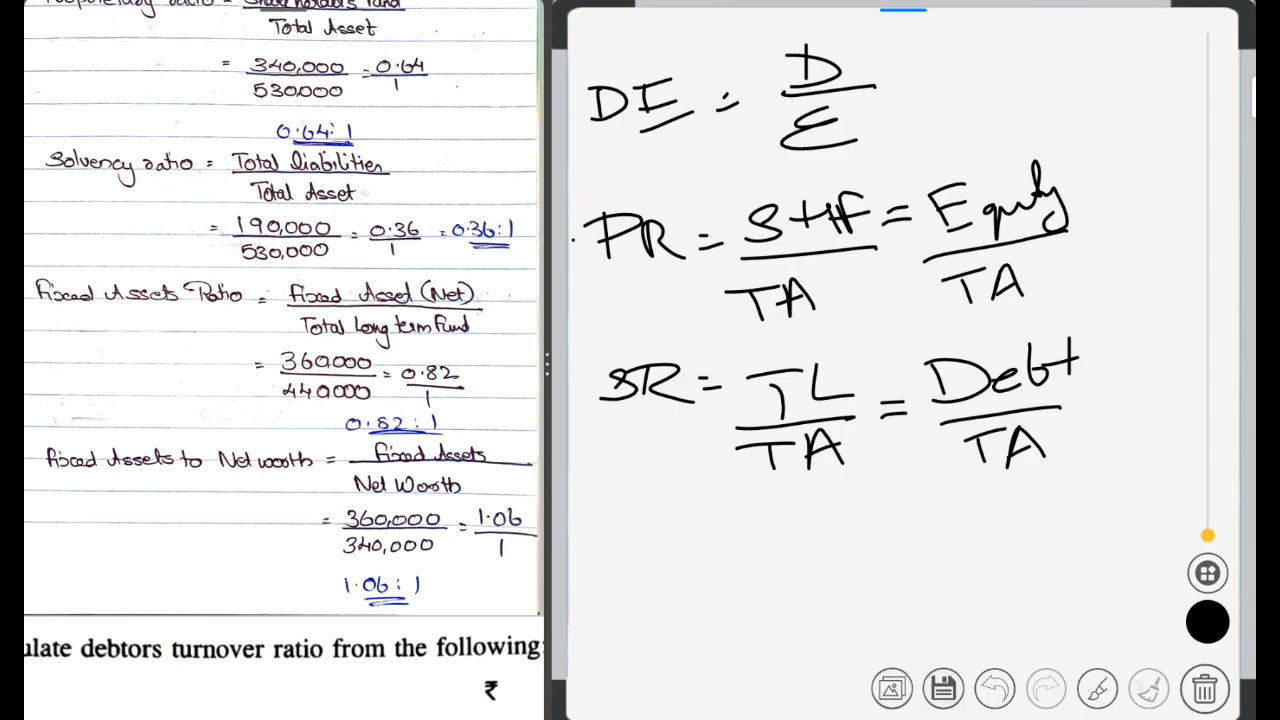 Proprietary ratio = Shareholders Fund
Total Asset
= 340,000 = 0.64
530,000 1
0.64 : 1
Solvency ratio = Total liabilities
Total Asset
= 190,000 = 0.36 = 0.36 : 1
530,000 1
Fixed Assets Ratio = Fixed Asset (Net)
Total Long term Fund
= 360,000 = 0.82
440,000 1
0.82 : 1
Fixed Assets to Net worth = Fixed Assets
Net Worth
= 360,000 = 1.06
340,000 1
1.06 : 1
ulate debtors turnover ratio from the following:
₹
DE = D
E
PR = SHF = Equity
TA TA
SR = TL = Debt
TA TA